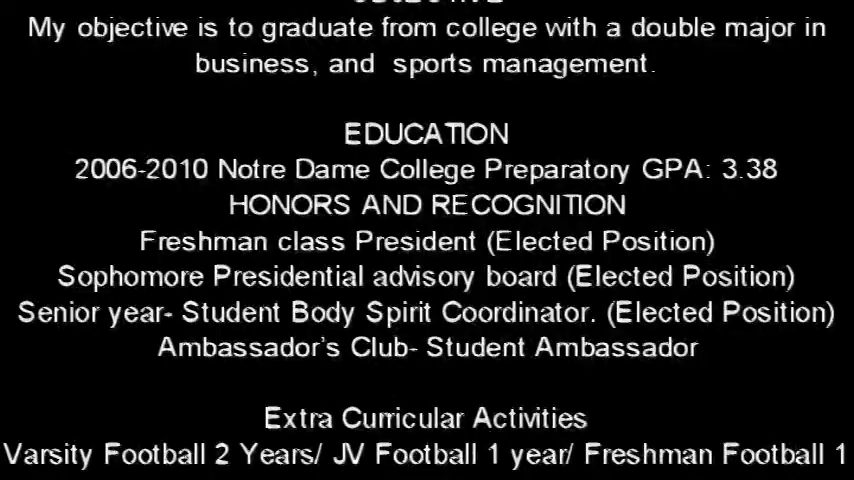 My objective is to graduate from college with a double major in
business, and sports management.
EDUCATION
2006-2010 Notre Dame College Preparatory GPA: 3.38
HONORS AND RECOGNITION
Freshman class President (Elected Position)
Sophomore Presidential advisory board (Elected Position)
Senior year- Student Body Spirit Coordinator. (Elected Position)
Ambassador's Club- Student Ambassador
Extra Curricular Activities
Varsity Football 2 Years/ JV Football 1 year/ Freshman Football 1